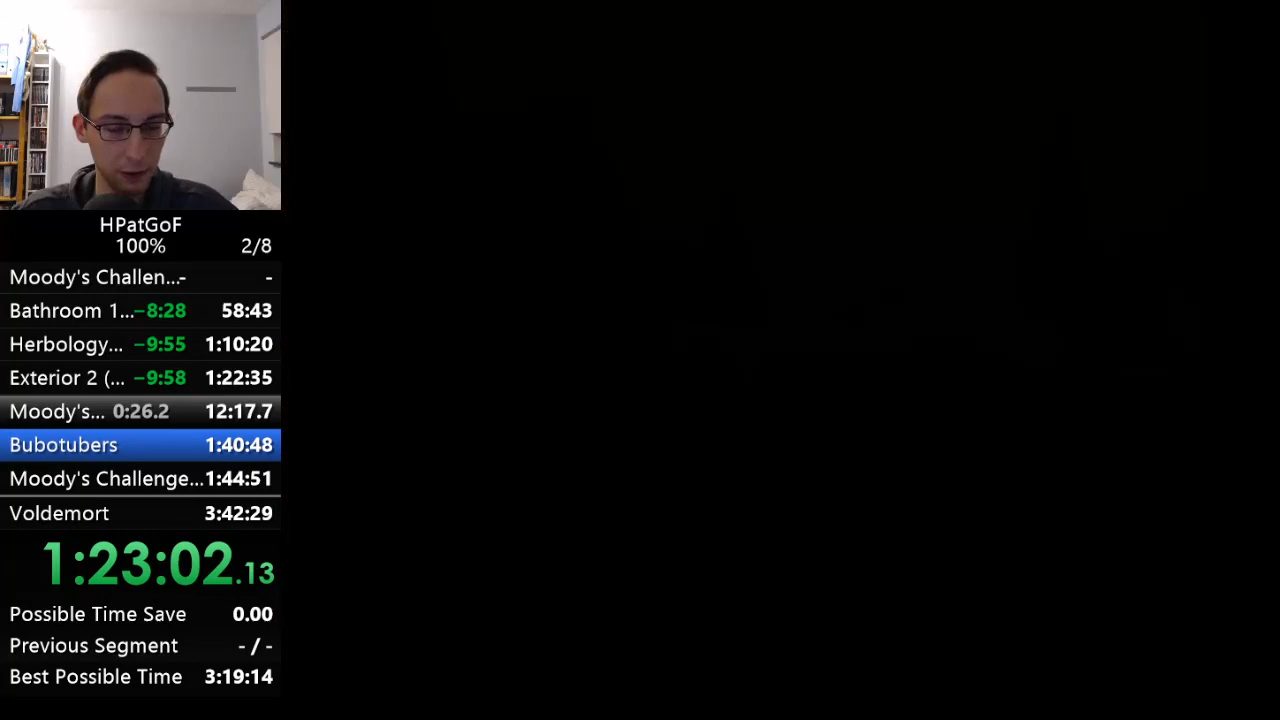 HPatGoF
100% 2/8
Moody's Challen...- -
Bathroom 1... −8:28 58:43
Herbology... −9:55 1:10:20
Exterior 2 (... −9:58 1:22:35
Moody's... 0:26.2 12:17.7
Bubotubers 1:40:48
Moody's Challenge... 1:44:51
Voldemort 3:42:29
1:23:02.13
Possible Time Save 0.00
Previous Segment - / -
Best Possible Time 3:19:14